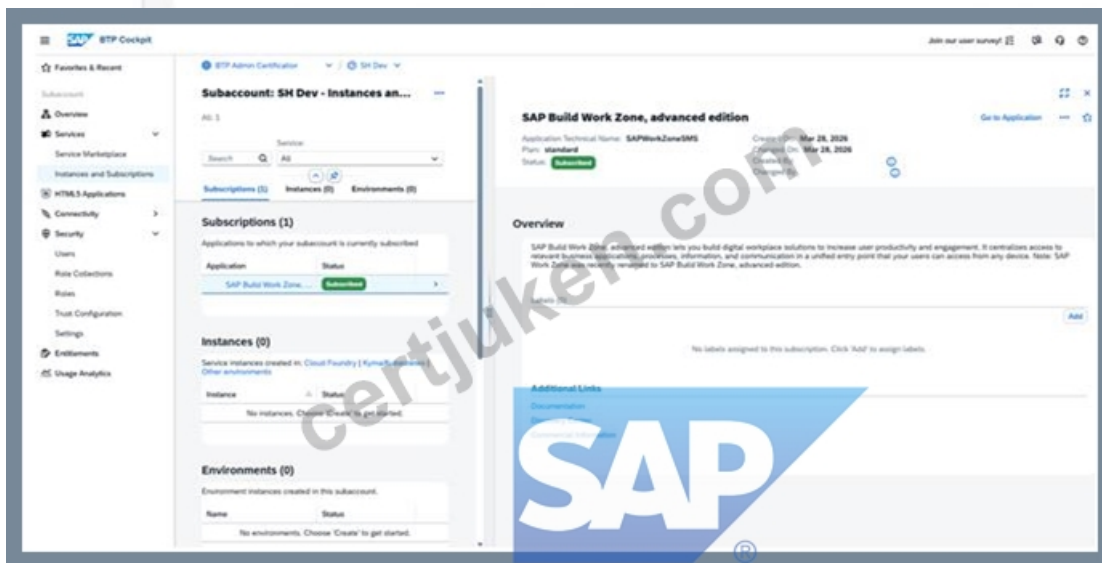 SAP BTP Cockpit
Join our user survey!
Favorites & Recent
Subaccount
Overview
Services
Service Marketplace
Instances and Subscriptions
HTML5 Applications
Connectivity
Security
Users
Role Collections
Roles
Trust Configuration
Settings
Entitlements
Usage Analytics
BTP Admin Certification / SH Dev
Subaccount: SH Dev - Instances an...
All: 1
Service:
Search
All
Subscriptions (1) Instances (0) Environments (0)
Subscriptions (1)
Applications to which your subaccount is currently subscribed
Application Status
SAP Build Work Zone, ... Subscribed
Instances (0)
Service instances created in: Cloud Foundry | Kyma/Kubernetes |
Other environments
Instance Status
No instances. Choose 'Create' to get started.
Environments (0)
Environment instances created in this subaccount.
Name Status
No environments. Choose 'Create' to get started.
SAP Build Work Zone, advanced edition
Go to Application
Application Technical Name: SAPWorkZoneSMS
Plan: standard
Status: Subscribed
Created On: Mar 28, 2026
Changed On: Mar 28, 2026
Created By:
Changed By:
Overview
SAP Build Work Zone, advanced edition lets you build digital workplace solutions to increase user productivity and engagement. It centralizes access to
relevant business applications, processes, information, and communication in a unified entry point that your users can access from any device. Note: SAP
Work Zone was recently renamed to SAP Build Work Zone, advanced edition.
Labels (0)
Add
No labels assigned to this subscription. Click 'Add' to assign labels.
Additional Links
Documentation
Discovery Center
Commercial Information
certjuken.com
SAP
®